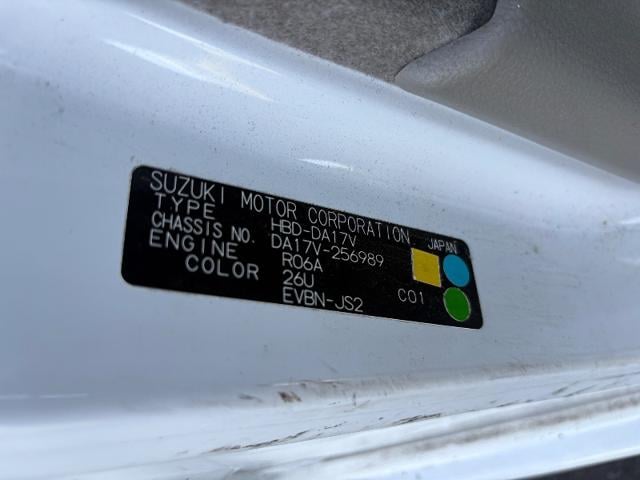 SUZUKI MOTOR CORPORATION JAPAN
TYPE HBD-DA17V
CHASSIS NO. DA17V-256989
ENGINE R06A
COLOR 26U
EVBN-JS2 C01